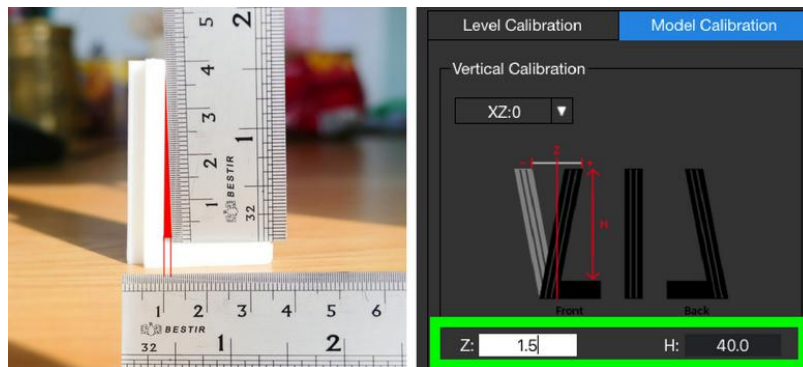 5 2
4
3
1
2
1
BESTIR
32
1 2 3 4 5 6
BESTIR
32 1 2
Level Calibration Model Calibration
Vertical Calibration
XZ:0
Z
- +
H
Front Back
Z: 1.5 H: 40.0